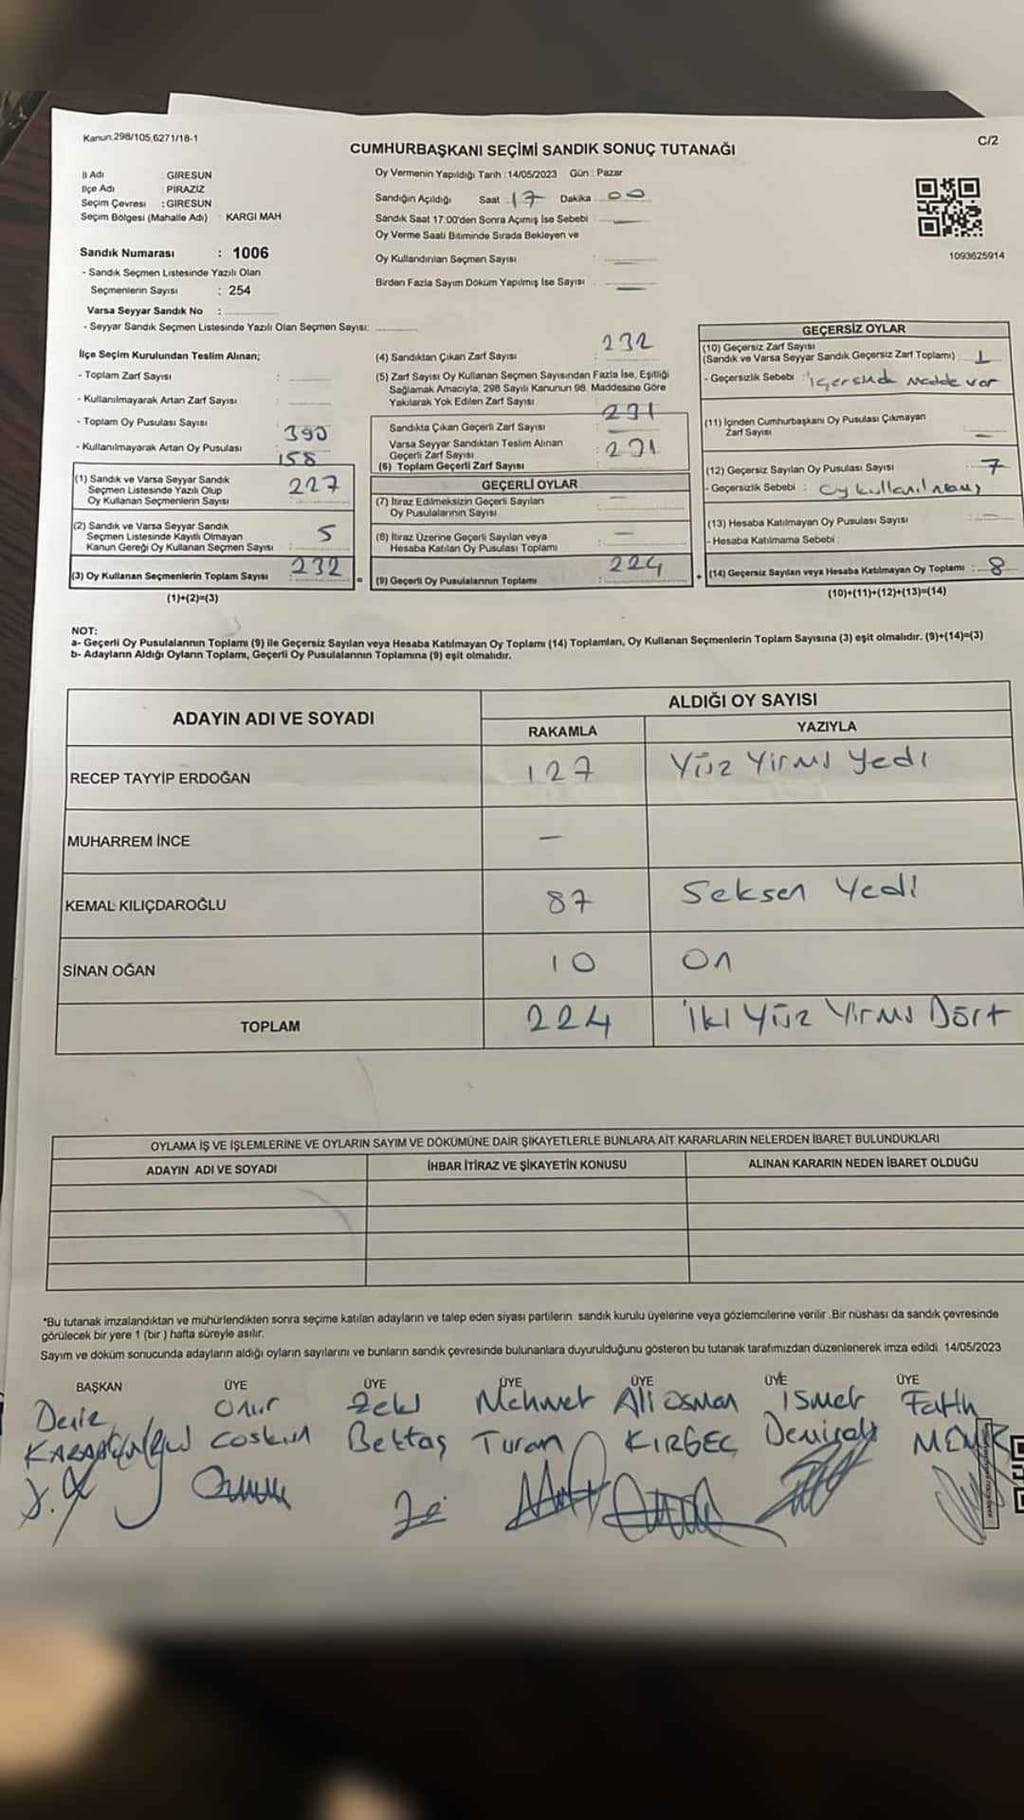 Kanun 298/105,6271/18-1
C/2
CUMHURBAŞKANI SEÇİMİ SANDIK SONUÇ TUTANAĞI
İl Adı : GİRESUN
İlçe Adı : PİRAZİZ
Seçim Çevresi : GİRESUN
Seçim Bölgesi (Mahalle Adı) : KARGI MAH
Oy Vermenin Yapıldığı Tarih : 14/05/2023 Gün : Pazar
Sandığın Açıldığı Saat 17 Dakika 00
Sandık Saat 17:00'den Sonra Açımış İse Sebebi : —
Oy Verme Saati Bitiminde Sırada Bekleyen ve
Oy Kullandırılan Seçmen Sayısı : —
Birden Fazla Sayım Döküm Yapılmış İse Sayısı : —
1093625914
Sandık Numarası : 1006
- Sandık Seçmen Listesinde Yazılı Olan
Seçmenlerin Sayısı : 254
Varsa Seyyar Sandık No :
- Seyyar Sandık Seçmen Listesinde Yazılı Olan Seçmen Sayısı:
İlçe Seçim Kurulundan Teslim Alınan;
- Toplam Zarf Sayısı :
- Kullanılmayarak Artan Zarf Sayısı :
- Toplam Oy Pusulası Sayısı : 390
- Kullanılmayarak Artan Oy Pusulası : 158
(1) Sandık ve Varsa Seyyar Sandık
Seçmen Listesinde Yazılı Olup
Oy Kullanan Seçmenlerin Sayısı 227
(2) Sandık ve Varsa Seyyar Sandık
Seçmen Listesinde Kayıtlı Olmayan
Kanun Gereği Oy Kullanan Seçmen Sayısı 5
(3) Oy Kullanan Seçmenlerin Toplam Sayısı 232
(1)+(2)=(3)
(4) Sandıktan Çıkan Zarf Sayısı : 232
(5) Zarf Sayısı Oy Kullanan Seçmen Sayısından Fazla İse, Eşitliği
Sağlamak Amacıyla, 298 Sayılı Kanunun 98. Maddesine Göre
Yakılarak Yok Edilen Zarf Sayısı
Sandıkta Çıkan Geçerli Zarf Sayısı : 231
Varsa Seyyar Sandıktan Teslim Alınan
Geçerli Zarf Sayısı : —
(6) Toplam Geçerli Zarf Sayısı : 231
GEÇERLİ OYLAR
(7) İtiraz Edilmeksizin Geçerli Sayılan
Oy Pusulalarının Sayısı —
(8) İtiraz Üzerine Geçerli Sayılan veya
Hesaba Katılan Oy Pusulası Toplamı —
(9) Geçerli Oy Pusulalarının Toplamı : 224
GEÇERSİZ OYLAR
(10) Geçersiz Zarf Sayısı
(Sandık ve Varsa Seyyar Sandık Geçersiz Zarf Toplamı) 1
- Geçersizlik Sebebi : içersinde madde var
(11) İçinden Cumhurbaşkanı Oy Pusulası Çıkmayan
Zarf Sayısı —
(12) Geçersiz Sayılan Oy Pusulası Sayısı : 7
- Geçersizlik Sebebi : oy kullanılmamış
(13) Hesaba Katılmayan Oy Pusulası Sayısı : —
- Hesaba Katılmama Sebebi :
(14) Geçersiz Sayılan veya Hesaba Katılmayan Oy Toplamı : 8
(10)+(11)+(12)+(13)=(14)
NOT:
a- Geçerli Oy Pusulalarının Toplamı (9) ile Geçersiz Sayılan veya Hesaba Katılmayan Oy Toplamı (14) Toplamları, Oy Kullanan Seçmenlerin Toplam Sayısına (3) eşit olmalıdır. (9)+(14)=(3)
b- Adayların Aldığı Oyların Toplamı, Geçerli Oy Pusulalarının Toplamına (9) eşit olmalıdır.
ADAYIN ADI VE SOYADI
ALDIĞI OY SAYISI
RAKAMLA YAZIYLA
RECEP TAYYİP ERDOĞAN 127 Yüz Yirmi Yedi
MUHARREM İNCE —
KEMAL KILIÇDAROĞLU 87 Seksen Yedi
SİNAN OĞAN 10 On
TOPLAM 224 İki Yüz Yirmi Dört
OYLAMA İŞ VE İŞLEMLERİNE VE OYLARIN SAYIM VE DÖKÜMÜNE DAİR ŞİKAYETLERLE BUNLARA AİT KARARLARIN NELERDEN İBARET BULUNDUKLARI
ADAYIN ADI VE SOYADI İHBAR İTİRAZ VE ŞİKAYETİN KONUSU ALINAN KARARIN NEDEN İBARET OLDUĞU
*Bu tutanak imzalandıktan ve mühürlendikten sonra seçime katılan adayların ve talep eden siyasi partilerin sandık kurulu üyelerine veya gözlemcilerine verilir. Bir nüshası da sandık çevresinde
görülecek bir yere 1 (bir ) hafta süreyle asılır.
Sayım ve döküm sonucunda adayların aldığı oyların sayılarını ve bunların sandık çevresinde bulunanlara duyurulduğunu gösteren bu tutanak tarafımızdan düzenlenerek imza edildi. 14/05/2023
BAŞKAN ÜYE ÜYE ÜYE ÜYE ÜYE ÜYE
Onur Zeki Mehmet Ali Osman İsmet Fatih
Coşkun Bektaş Turan KIRGEÇ